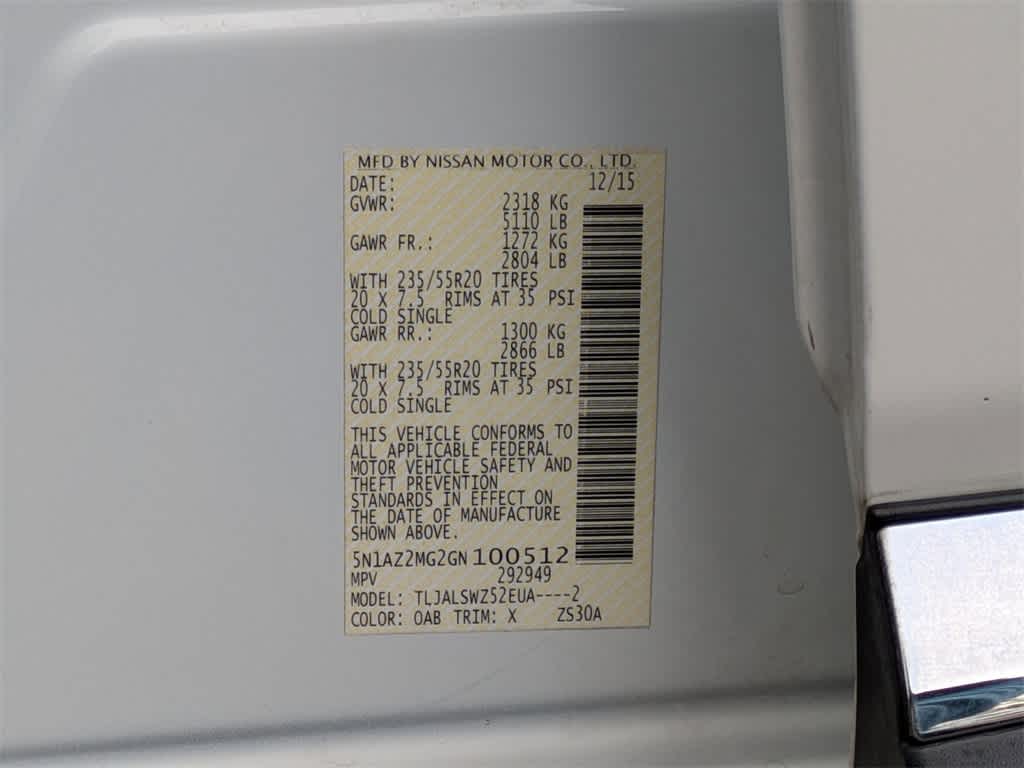 MFD BY NISSAN MOTOR CO., LTD.
DATE: 12/15
GVWR: 2318 KG
5110 LB
GAWR FR.: 1272 KG
2804 LB
WITH 235/55R20 TIRES
20 X 7.5 RIMS AT 35 PSI
COLD SINGLE
GAWR RR.: 1300 KG
2866 LB
WITH 235/55R20 TIRES
20 X 7.5 RIMS AT 35 PSI
COLD SINGLE
THIS VEHICLE CONFORMS TO
ALL APPLICABLE FEDERAL
MOTOR VEHICLE SAFETY AND
THEFT PREVENTION
STANDARDS IN EFFECT ON
THE DATE OF MANUFACTURE
SHOWN ABOVE.
5N1AZ2MG2GN100512
MPV 292949
MODEL: TLJALSWZ52EUA----2
COLOR: OAB TRIM: X ZS30A